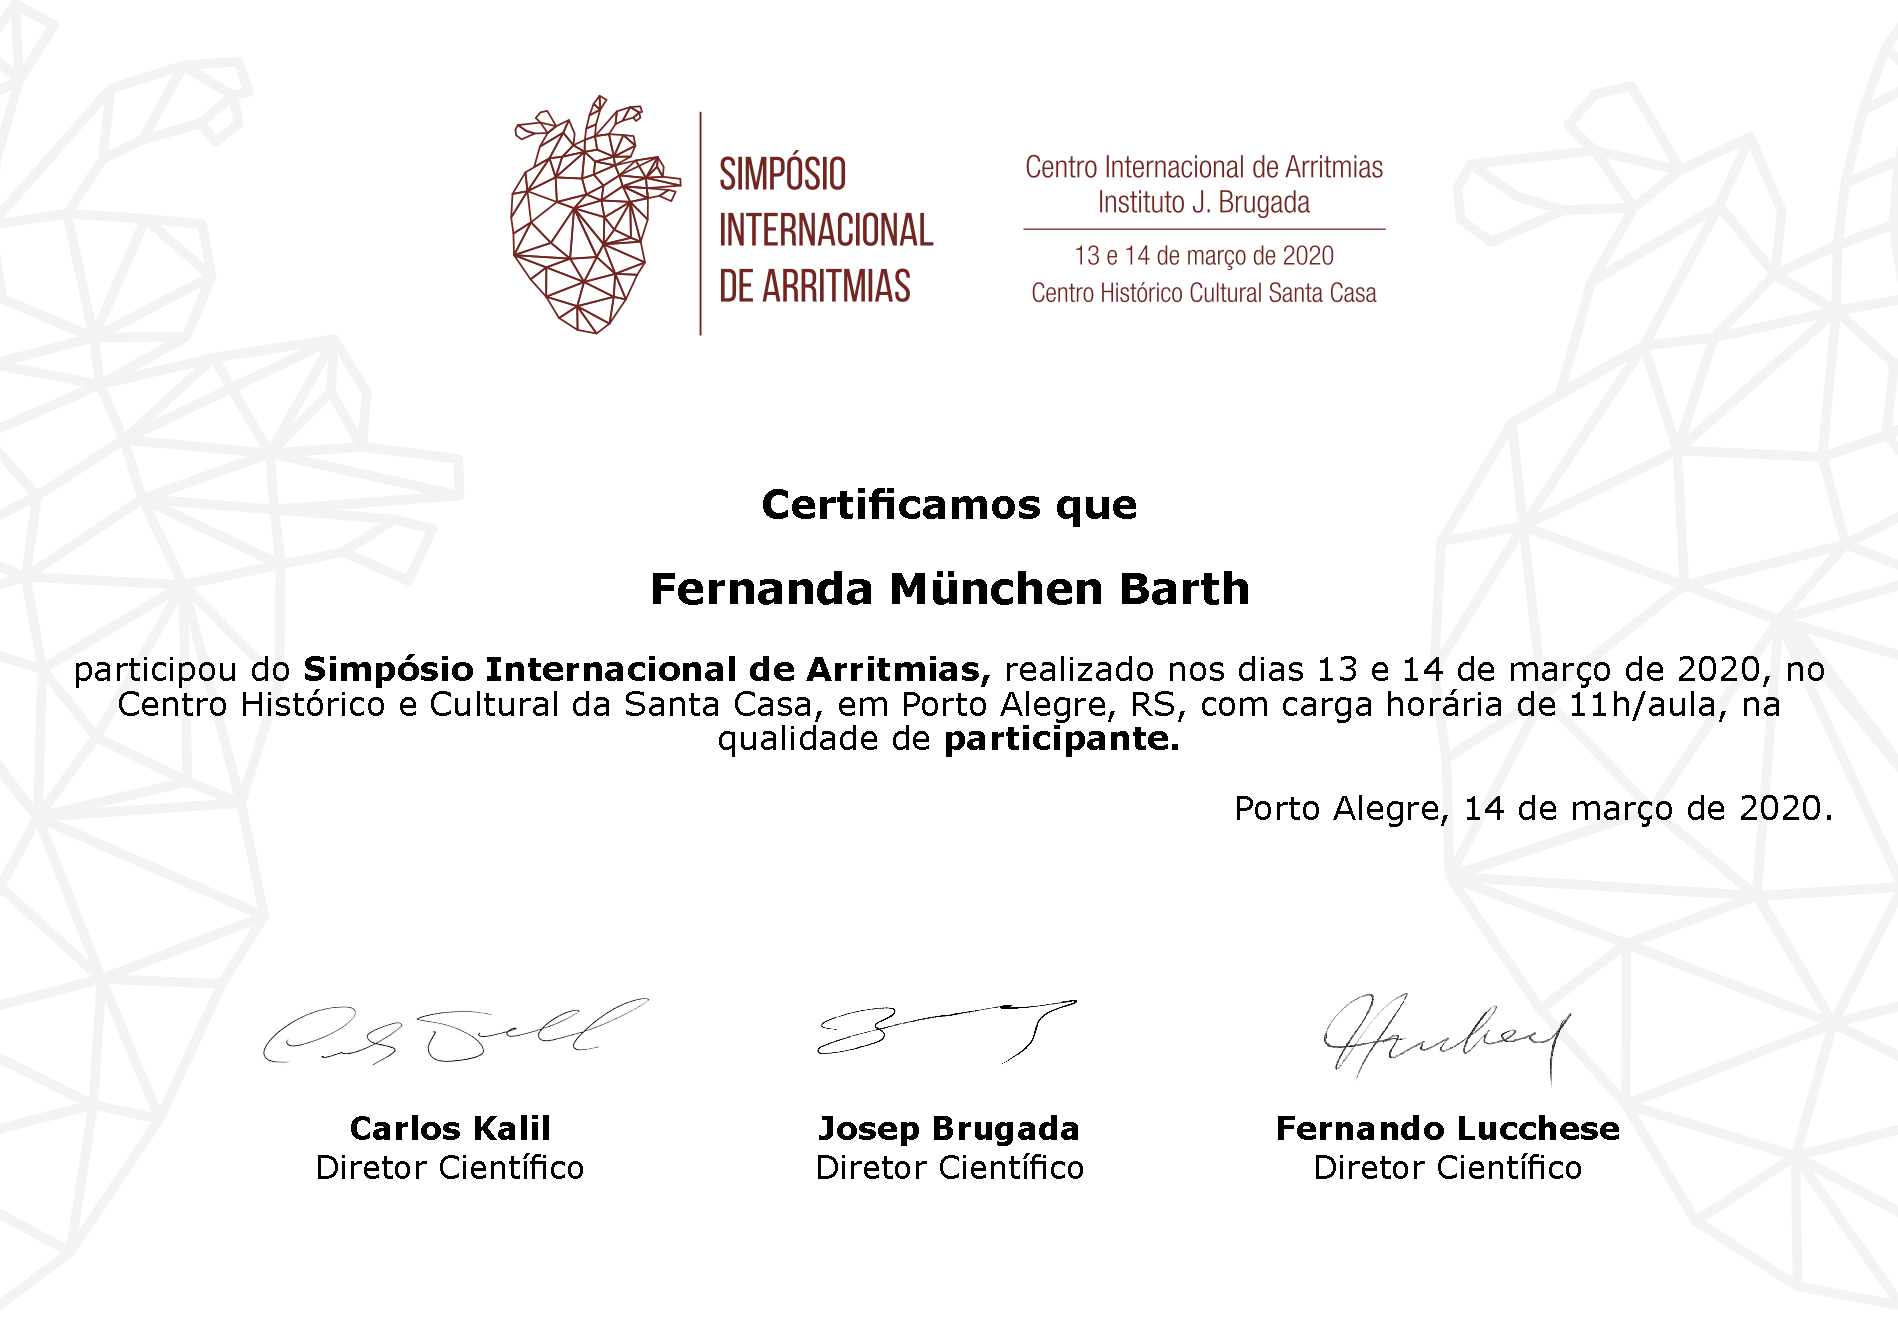 SIMPÓSIO
INTERNACIONAL
DE ARRITMIAS
Centro Internacional de Arritmias
Instituto J. Brugada
13 e 14 de março de 2020
Centro Histórico Cultural Santa Casa
Certificamos que
Fernanda München Barth
participou do Simpósio Internacional de Arritmias, realizado nos dias 13 e 14 de março de 2020, no
Centro Histórico e Cultural da Santa Casa, em Porto Alegre, RS, com carga horária de 11h/aula, na
qualidade de participante.
Porto Alegre, 14 de março de 2020.
Carlos Kalil
Diretor Científico
Josep Brugada
Diretor Científico
Fernando Lucchese
Diretor Científico